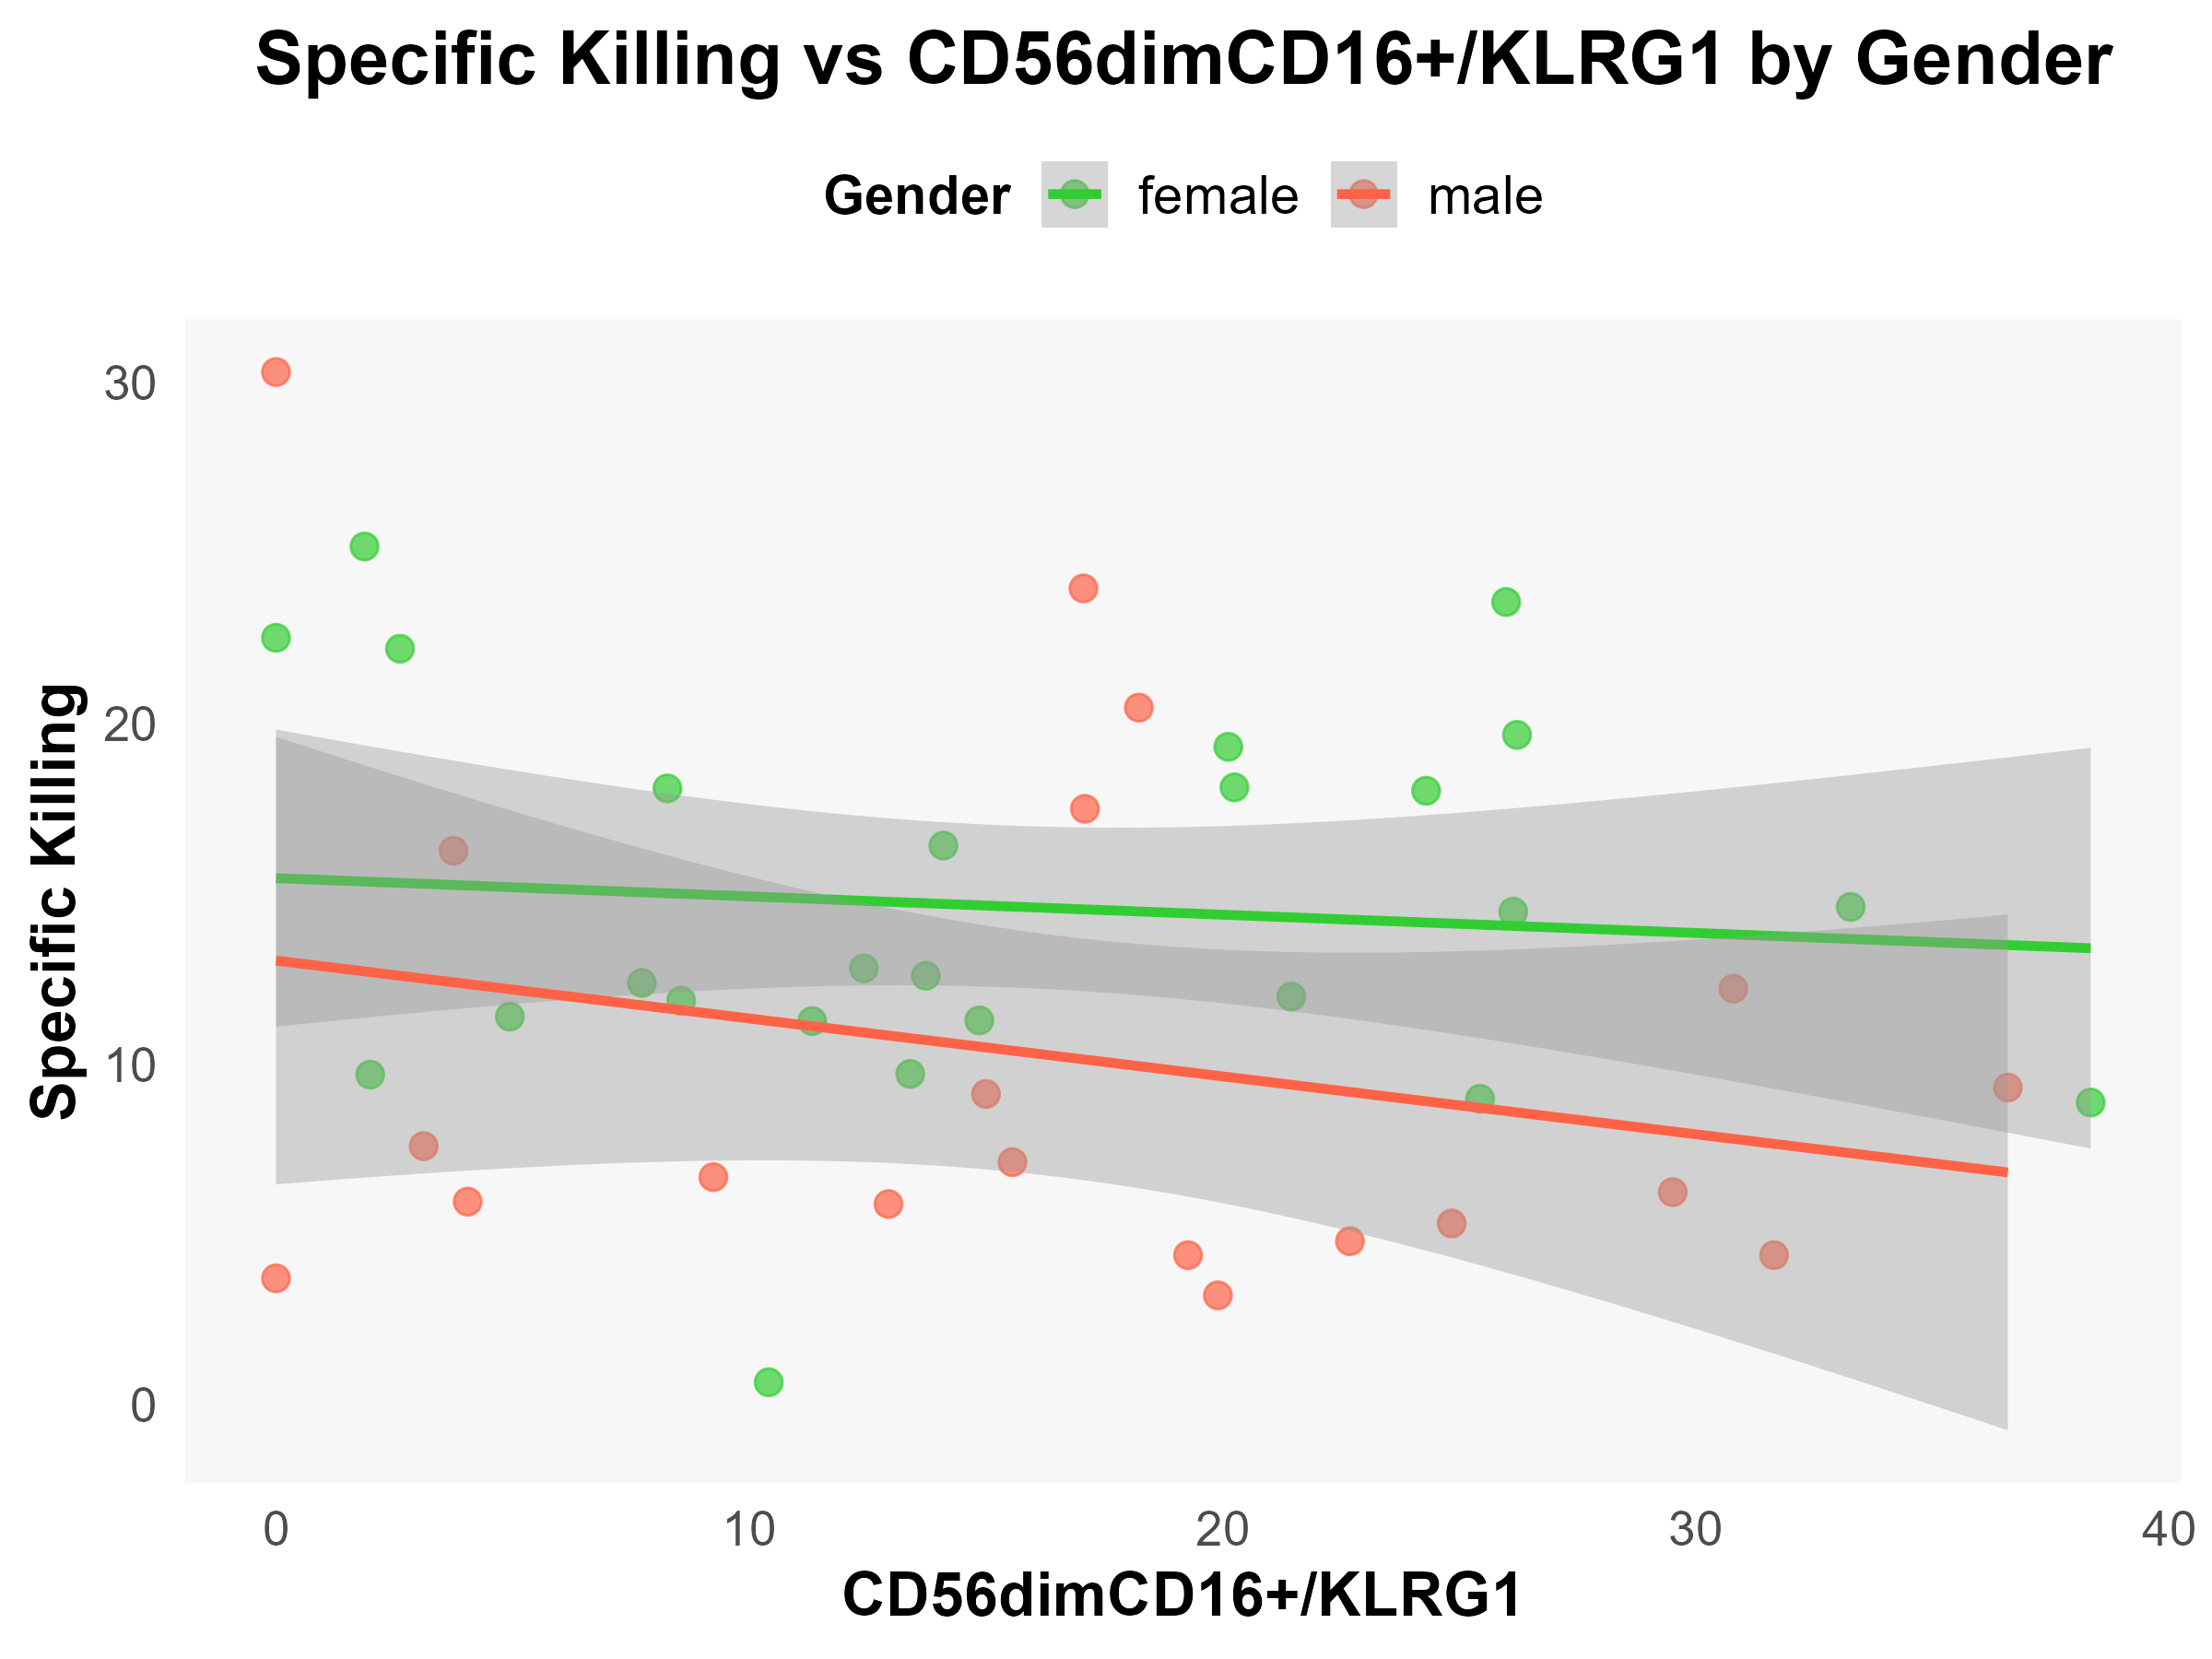 Specific Killing vs CD56dimCD16+/KLRG1 by Gender
Gender female male
Specific Killing
30
20
10
0
0 10 20 30 40
CD56dimCD16+/KLRG1